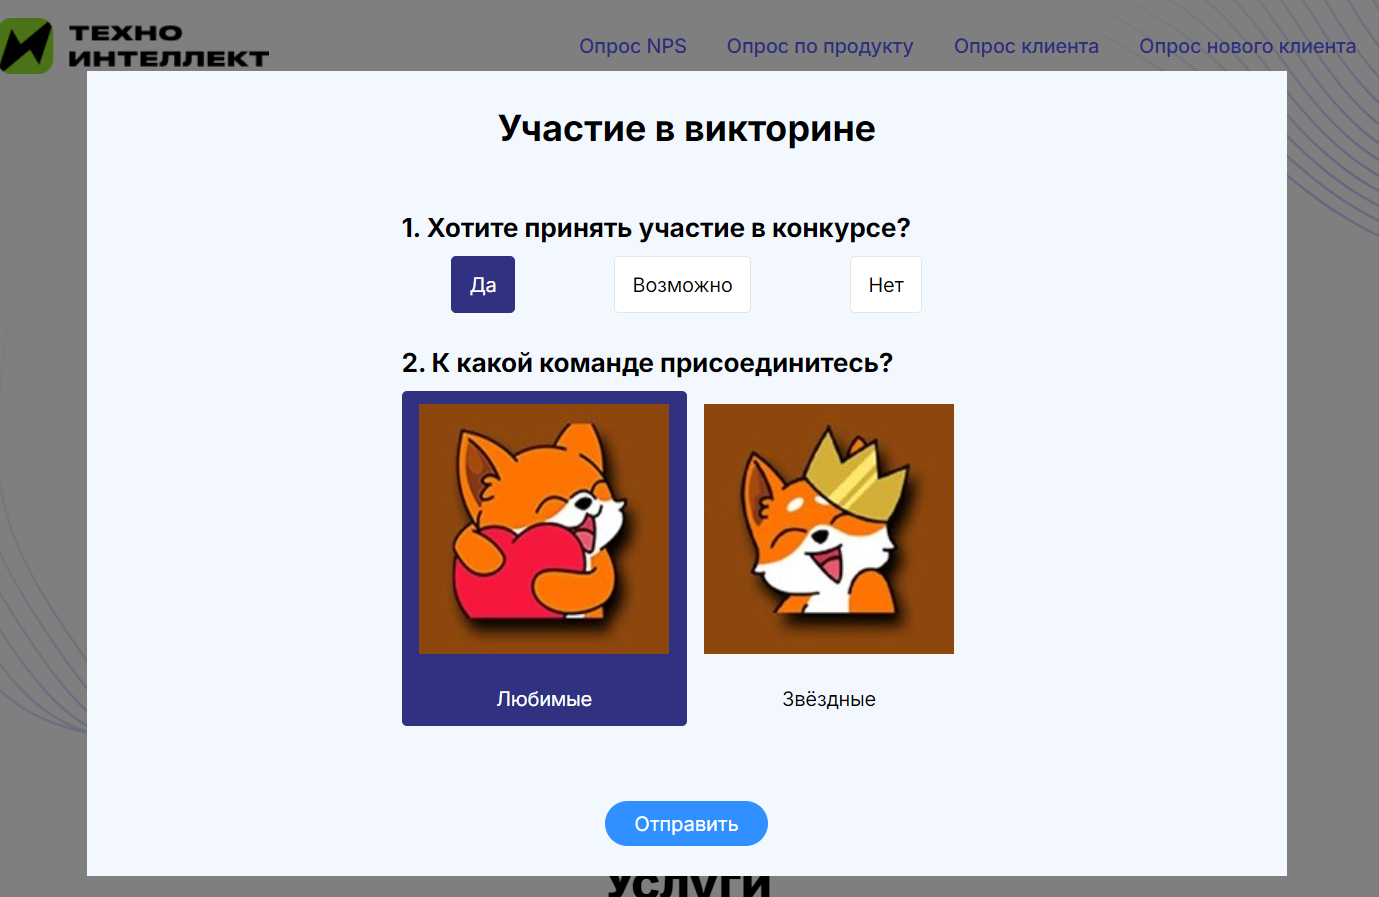 ТЕХНО
ИНТЕЛЛЕКТ
Опрос NPS Опрос по продукту Опрос клиента Опрос нового клиента
Участие в викторине
1. Хотите принять участие в конкурсе?
Да Возможно Нет
2. К какой команде присоединитесь?
Любимые Звёздные
Отправить
Услуги